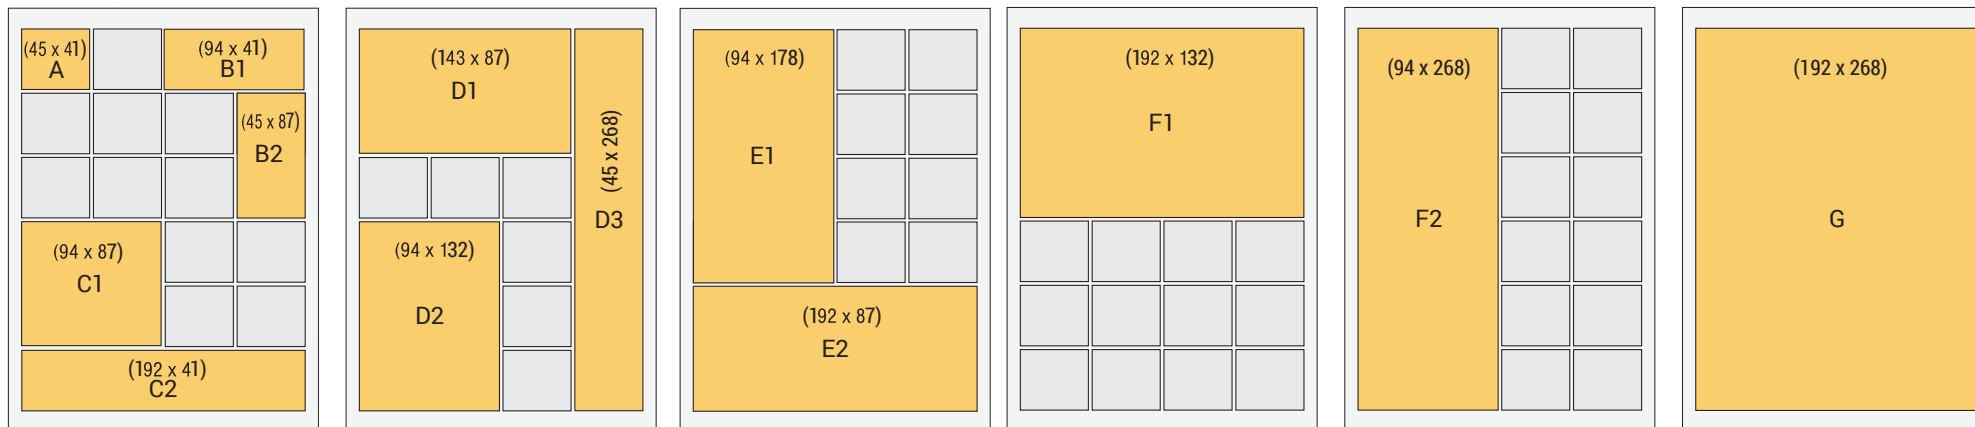 (45 x 41)
A
(94 x 41)
B1
(45 x 87)
B2
(94 x 87)
C1
(192 x 41)
C2
(143 x 87)
D1
(94 x 132)
D2
(45 x 268)
D3
(94 x 178)
E1
(192 x 87)
E2
(192 x 132)
F1
(94 x 268)
F2
(192 x 268)
G